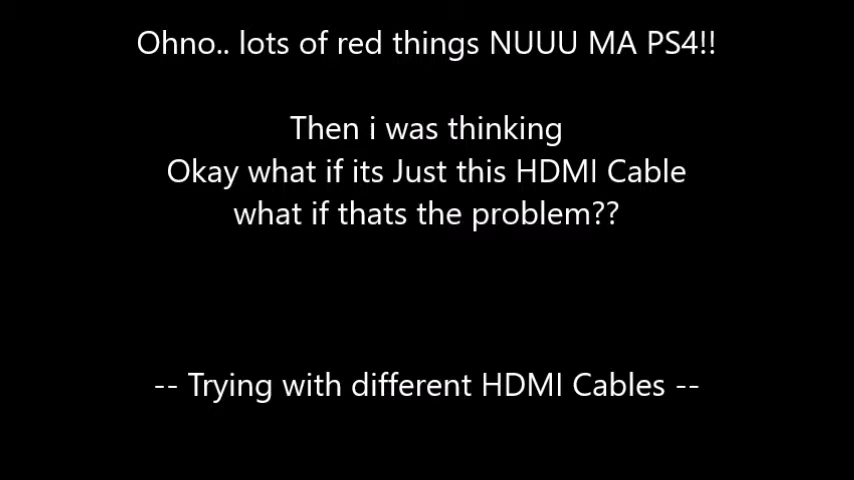 Ohno.. lots of red things NUUU MA PS4!!
Then i was thinking
Okay what if its Just this HDMI Cable
what if thats the problem??
-- Trying with different HDMI Cables --